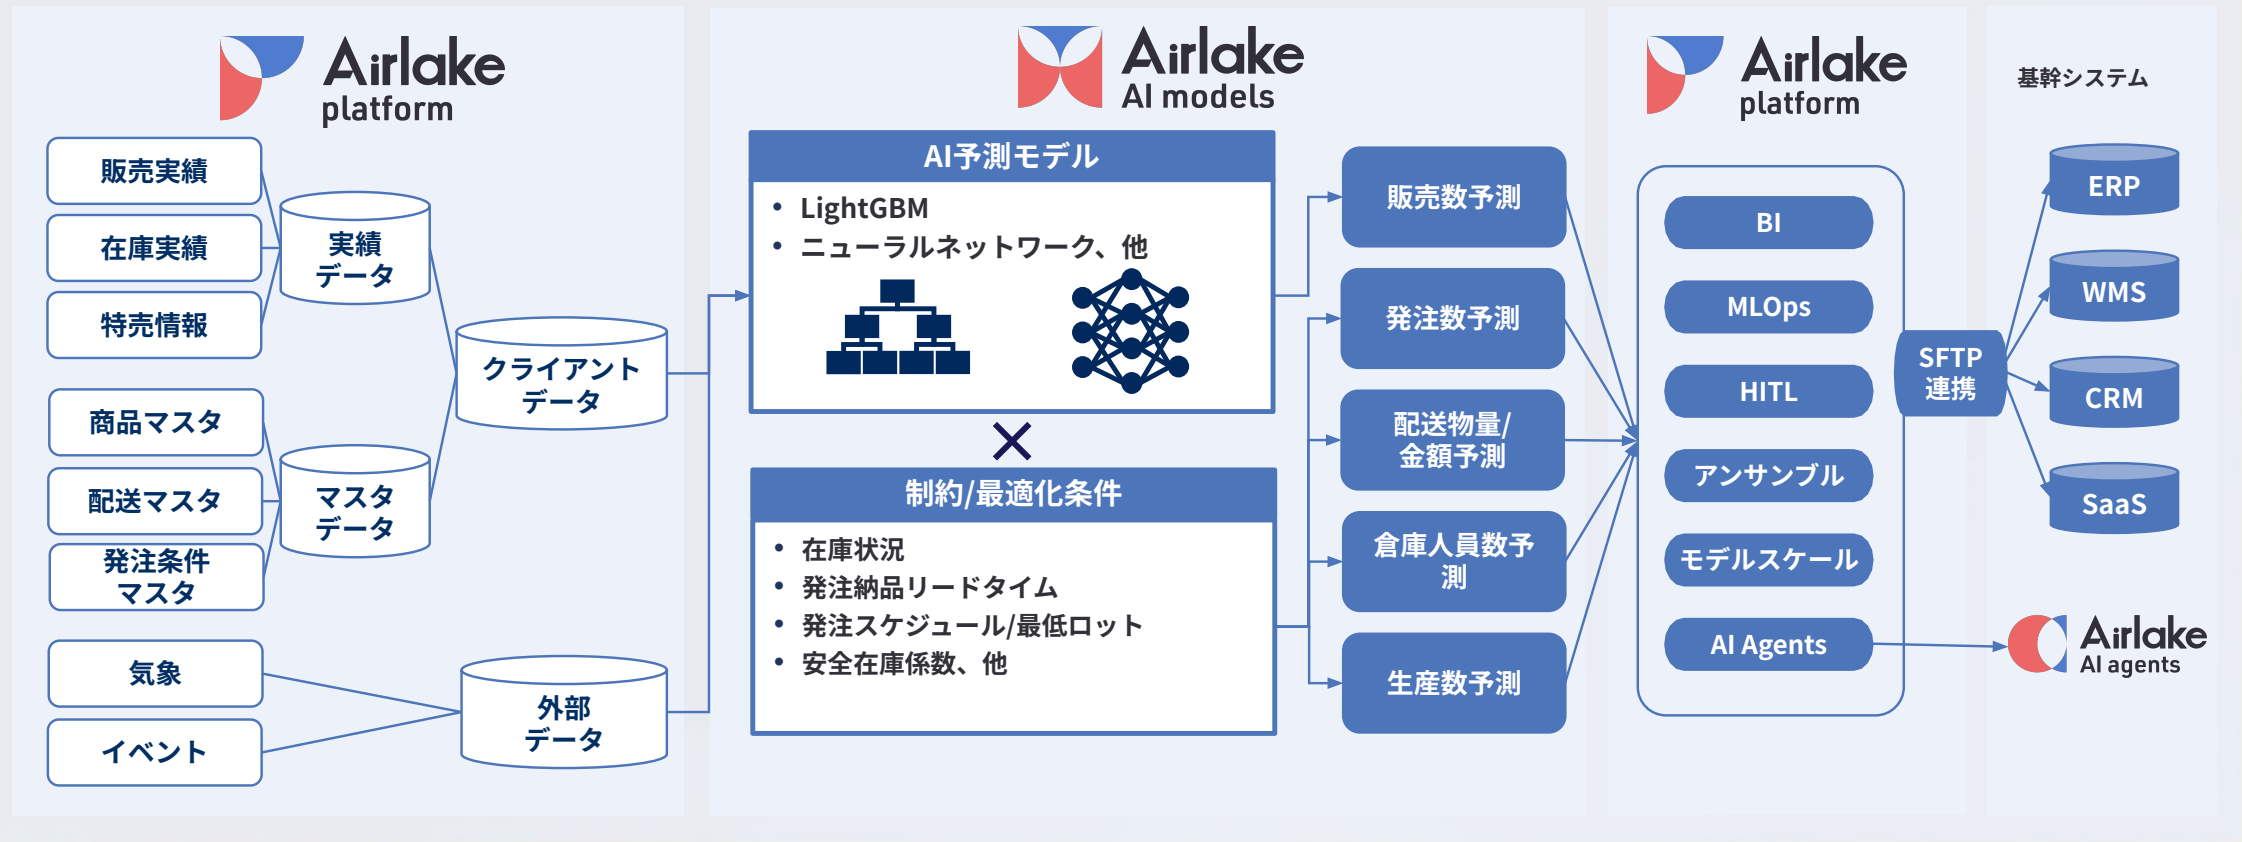 Airlake
platform
販売実績
在庫実績
特売情報
実績
データ
商品マスタ
配送マスタ
発注条件
マスタ
マスタ
データ
クライアント
データ
気象
イベント
外部
データ
Airlake
AI models
AI予測モデル
• LightGBM
• ニューラルネットワーク、他
制約/最適化条件
• 在庫状況
• 発注納品リードタイム
• 発注スケジュール/最低ロット
• 安全在庫係数、他
販売数予測
発注数予測
配送物量/
金額予測
倉庫人員数予
測
生産数予測
Airlake
platform
BI
MLOps
HITL
アンサンブル
モデルスケール
AI Agents
SFTP
連携
基幹システム
ERP
WMS
CRM
SaaS
Airlake
AI agents